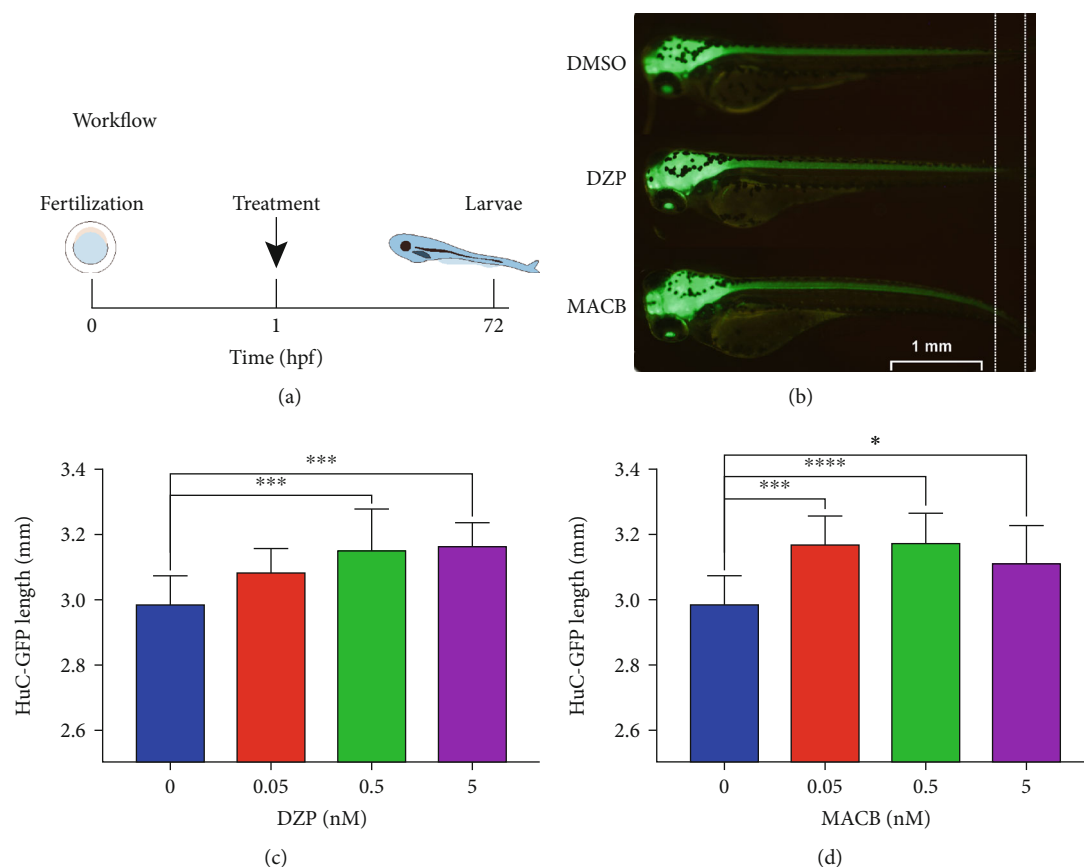 Workflow
Fertilization Treatment Larvae
0 1 72
Time (hpf)
(a)
DMSO
DZP
MACB
1 mm
(b)
HuC-GFP length (mm)
3.4
3.2
3.0
2.8
2.6
***
***
0 0.05 0.5 5
DZP (nM)
(c)
HuC-GFP length (mm)
3.4
3.2
3.0
2.8
2.6
*
****
***
0 0.05 0.5 5
MACB (nM)
(d)